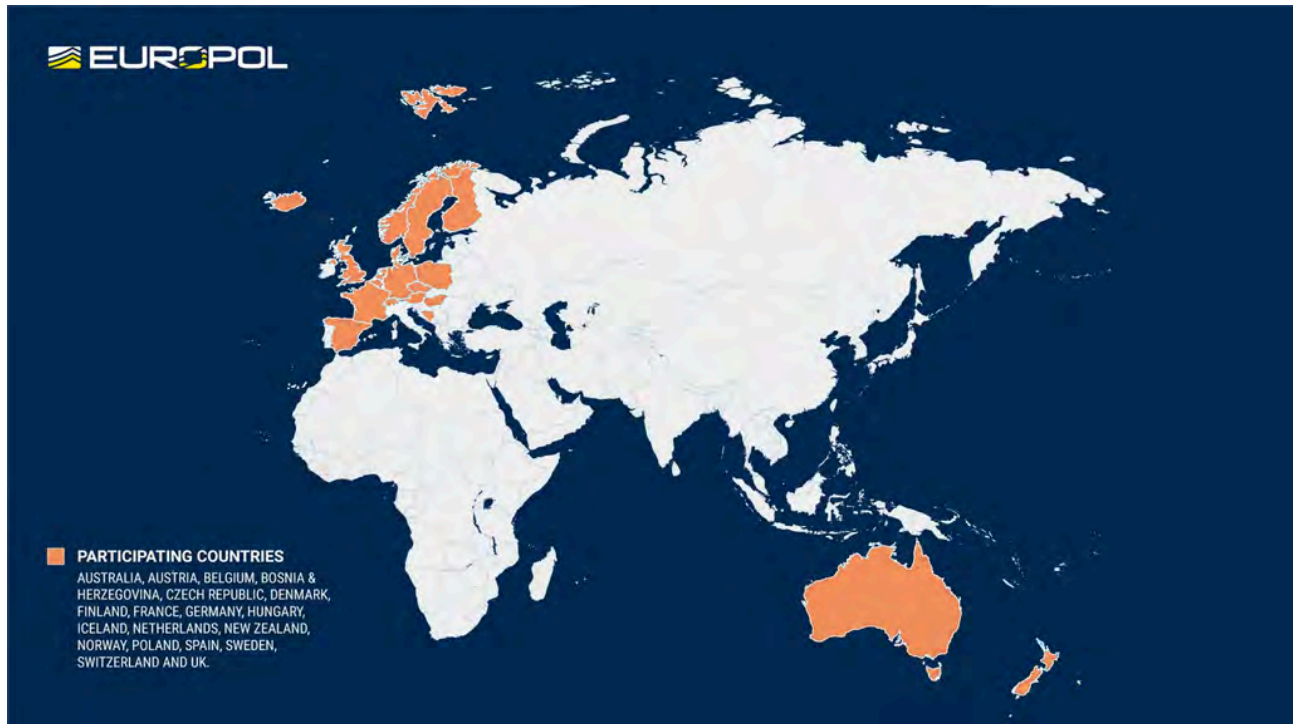 EUROPOL
PARTICIPATING COUNTRIES
AUSTRALIA, AUSTRIA, BELGIUM, BOSNIA &
HERZEGOVINA, CZECH REPUBLIC, DENMARK,
FINLAND, FRANCE, GERMANY, HUNGARY,
ICELAND, NETHERLANDS, NEW ZEALAND,
NORWAY, POLAND, SPAIN, SWEDEN,
SWITZERLAND AND UK.